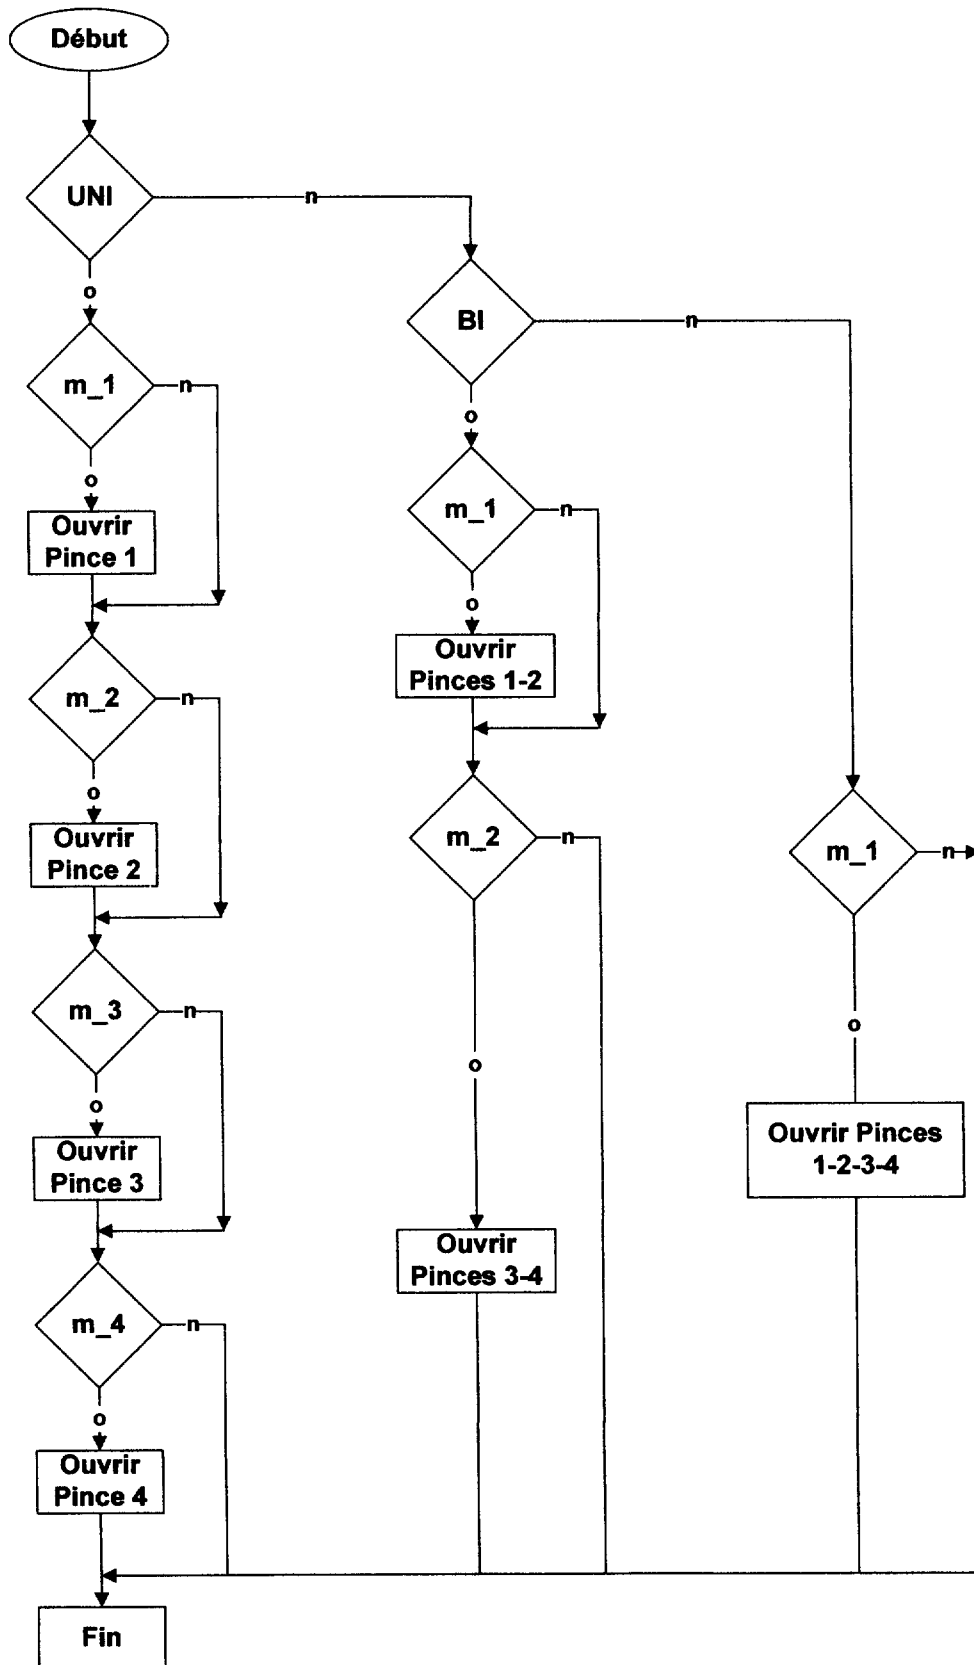 Début
UNI
n
o
m_1
n
o
Ouvrir
Pince 1
m_2
n
o
Ouvrir
Pince 2
m_3
n
o
Ouvrir
Pince 3
m_4
n
o
Ouvrir
Pince 4
Fin
BI
n
o
m_1
n
o
Ouvrir
Pinces 1-2
m_2
n
o
Ouvrir
Pinces 3-4
m_1
n
o
Ouvrir Pinces
1-2-3-4